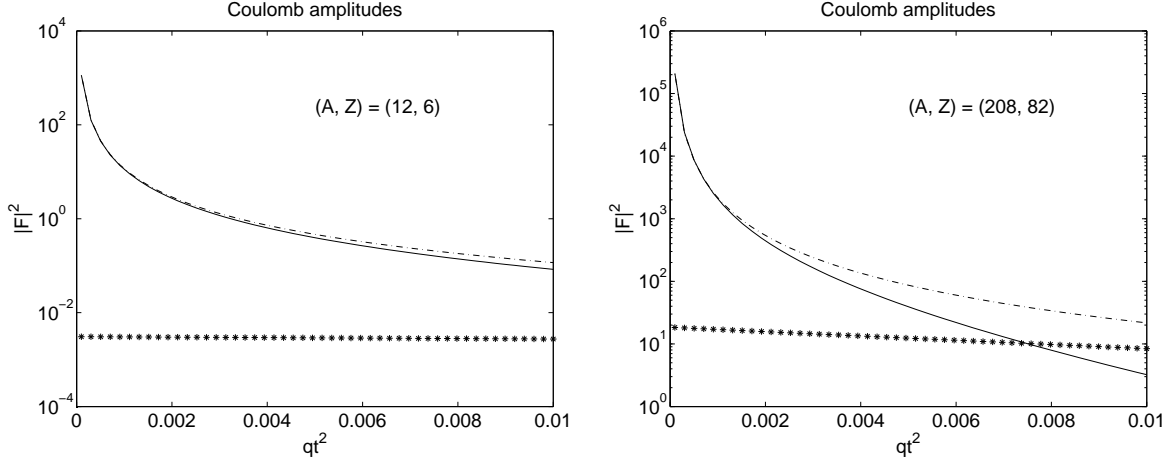 Coulomb amplitudes
10^4
10^2
10^0
10^-2
10^-4
|F|^2
(A, Z) = (12, 6)
0 0.002 0.004 0.006 0.008 0.01
qt^2
Coulomb amplitudes
10^6
10^5
10^4
10^3
10^2
10^1
10^0
|F|^2
(A, Z) = (208, 82)
0 0.002 0.004 0.006 0.008 0.01
qt^2